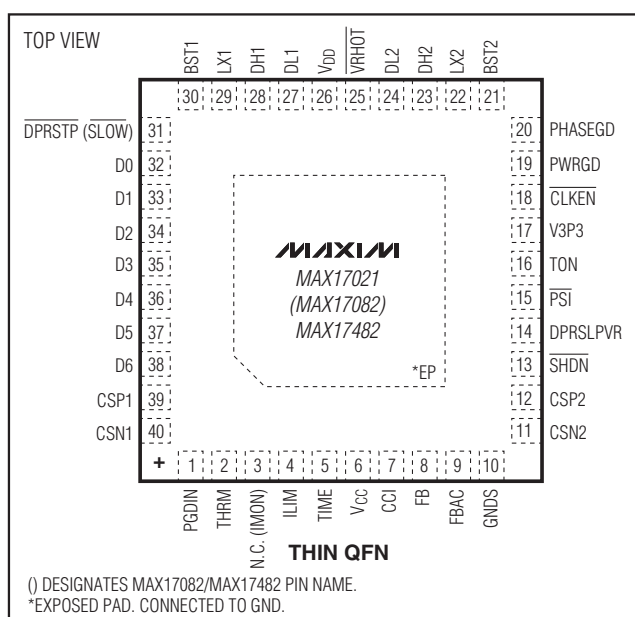 TOP VIEW
BST1
LX1
DH1
DL1
VDD
VRHOT
DL2
DH2
LX2
BST2
30 29 28 27 26 25 24 23 22 21
DPRSTP (SLOW) 31
D0 32
D1 33
D2 34
D3 35
D4 36
D5 37
D6 38
CSP1 39
CSN1 40
20 PHASEGD
19 PWRGD
18 CLKEN
17 V3P3
16 TON
15 PSI
14 DPRSLPVR
13 SHDN
12 CSP2
11 CSN2
MAXIM
MAX17021
(MAX17082)
MAX17482
*EP
+ 1 2 3 4 5 6 7 8 9 10
PGDIN
THRM
N.C. (IMON)
ILIM
TIME
VCC
CCI
FB
FBAC
GNDS
THIN QFN
() DESIGNATES MAX17082/MAX17482 PIN NAME.
*EXPOSED PAD. CONNECTED TO GND.